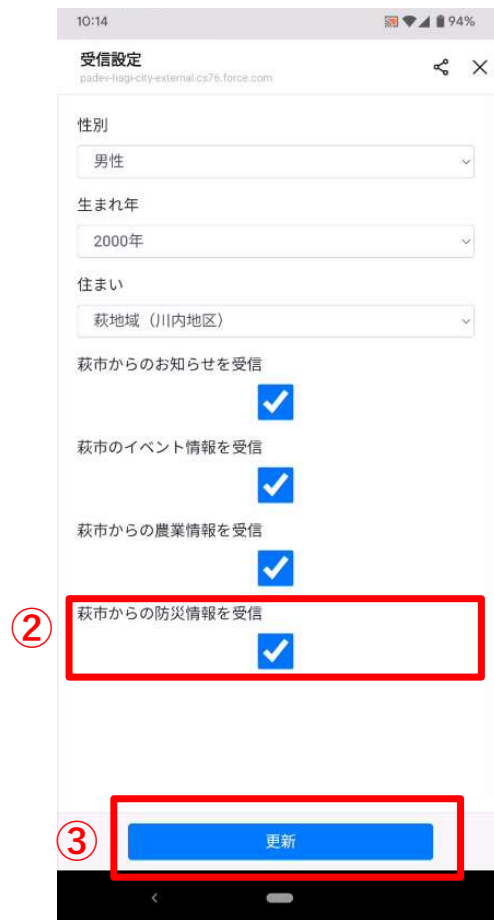 10:14
94%
受信設定
padev-hagi-city-external.cs76.force.com
性別
男性
生まれ年
2000年
住まい
萩地域（川内地区）
萩市からのお知らせを受信
萩市のイベント情報を受信
萩市からの農業情報を受信
②
萩市からの防災情報を受信
③
更新